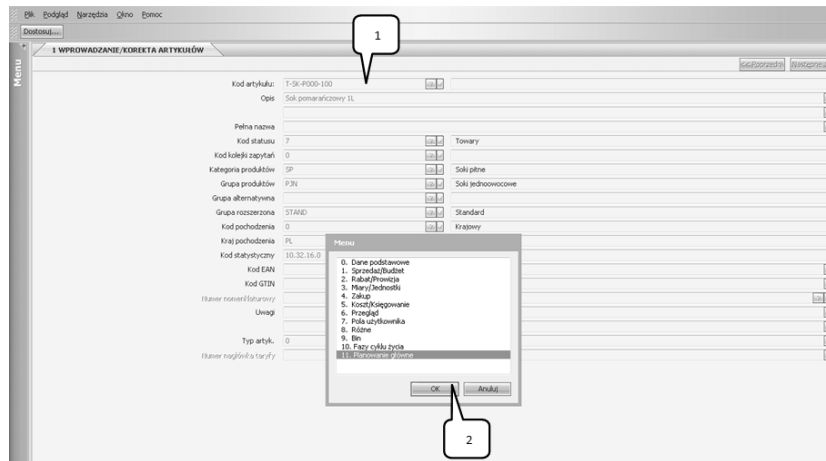 Plik Podgląd Narzędzia Okno Pomoc
Dostosuj...
Menu
1 WPROWADZANIE/KOREKTA ARTYKUŁÓW
1
<<Poprzedni Następne
Kod artykułu: T-SK-P000-100
Opis Sok pomarańczowy 1L
Pełna nazwa
Kod statusu 7 Towary
Kod kolejki zapytań 0
Kategoria produktów SP Soki pitne
Grupa produktów PJN Soki jednoowocowe
Grupa alternatywna
Grupa rozszerzona STAND Standard
Kod pochodzenia 0 Krajowy
Kraj pochodzenia PL
Kod statystyczny 10.32.16.0
Kod EAN
Kod GTIN
Numer nomenklaturowy
Uwagi
Typ artyk. 0
Numer nagłówka taryfy
Menu
0. Dane podstawowe
1. Sprzedaż/Budżet
2. Rabat/Prowizja
3. Miary/Jednostki
4. Zakup
5. Koszt/Księgowanie
6. Przegląd
7. Pola użytkownika
8. Różne
9. Bin
10. Fazy cyklu życia
11. Planowanie główne
OK Anuluj
2